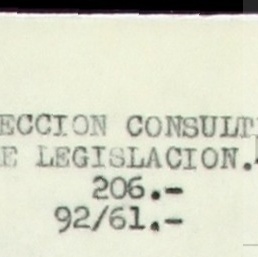 ECCION CONSULT
E LEGISLACION.
206.-
92/61.-